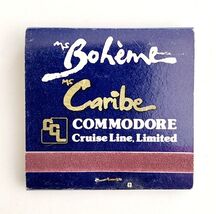 MS
Bohème
MS
Caribe
CCL COMMODORE
Cruise Line, Limited